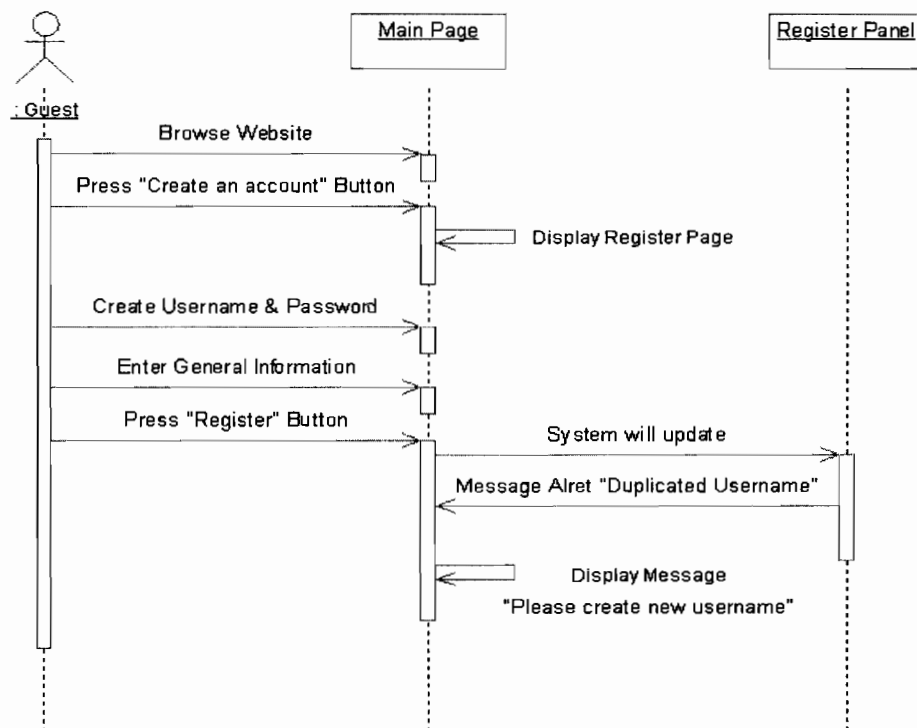 Main Page
Register Panel
: Guest
Browse Website
Press "Create an account" Button
Display Register Page
Create Username & Password
Enter General Information
Press "Register" Button
System will update
Message Alret "Duplicated Username"
Display Message
"Please create new username"